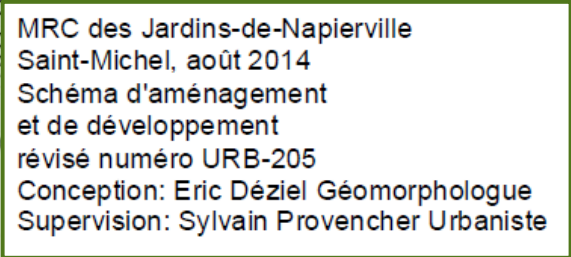 MRC des Jardins-de-Napierville
Saint-Michel, août 2014
Schéma d'aménagement
et de développement
révisé numéro URB-205
Conception: Eric Déziel Géomorphologue
Supervision: Sylvain Provencher Urbaniste